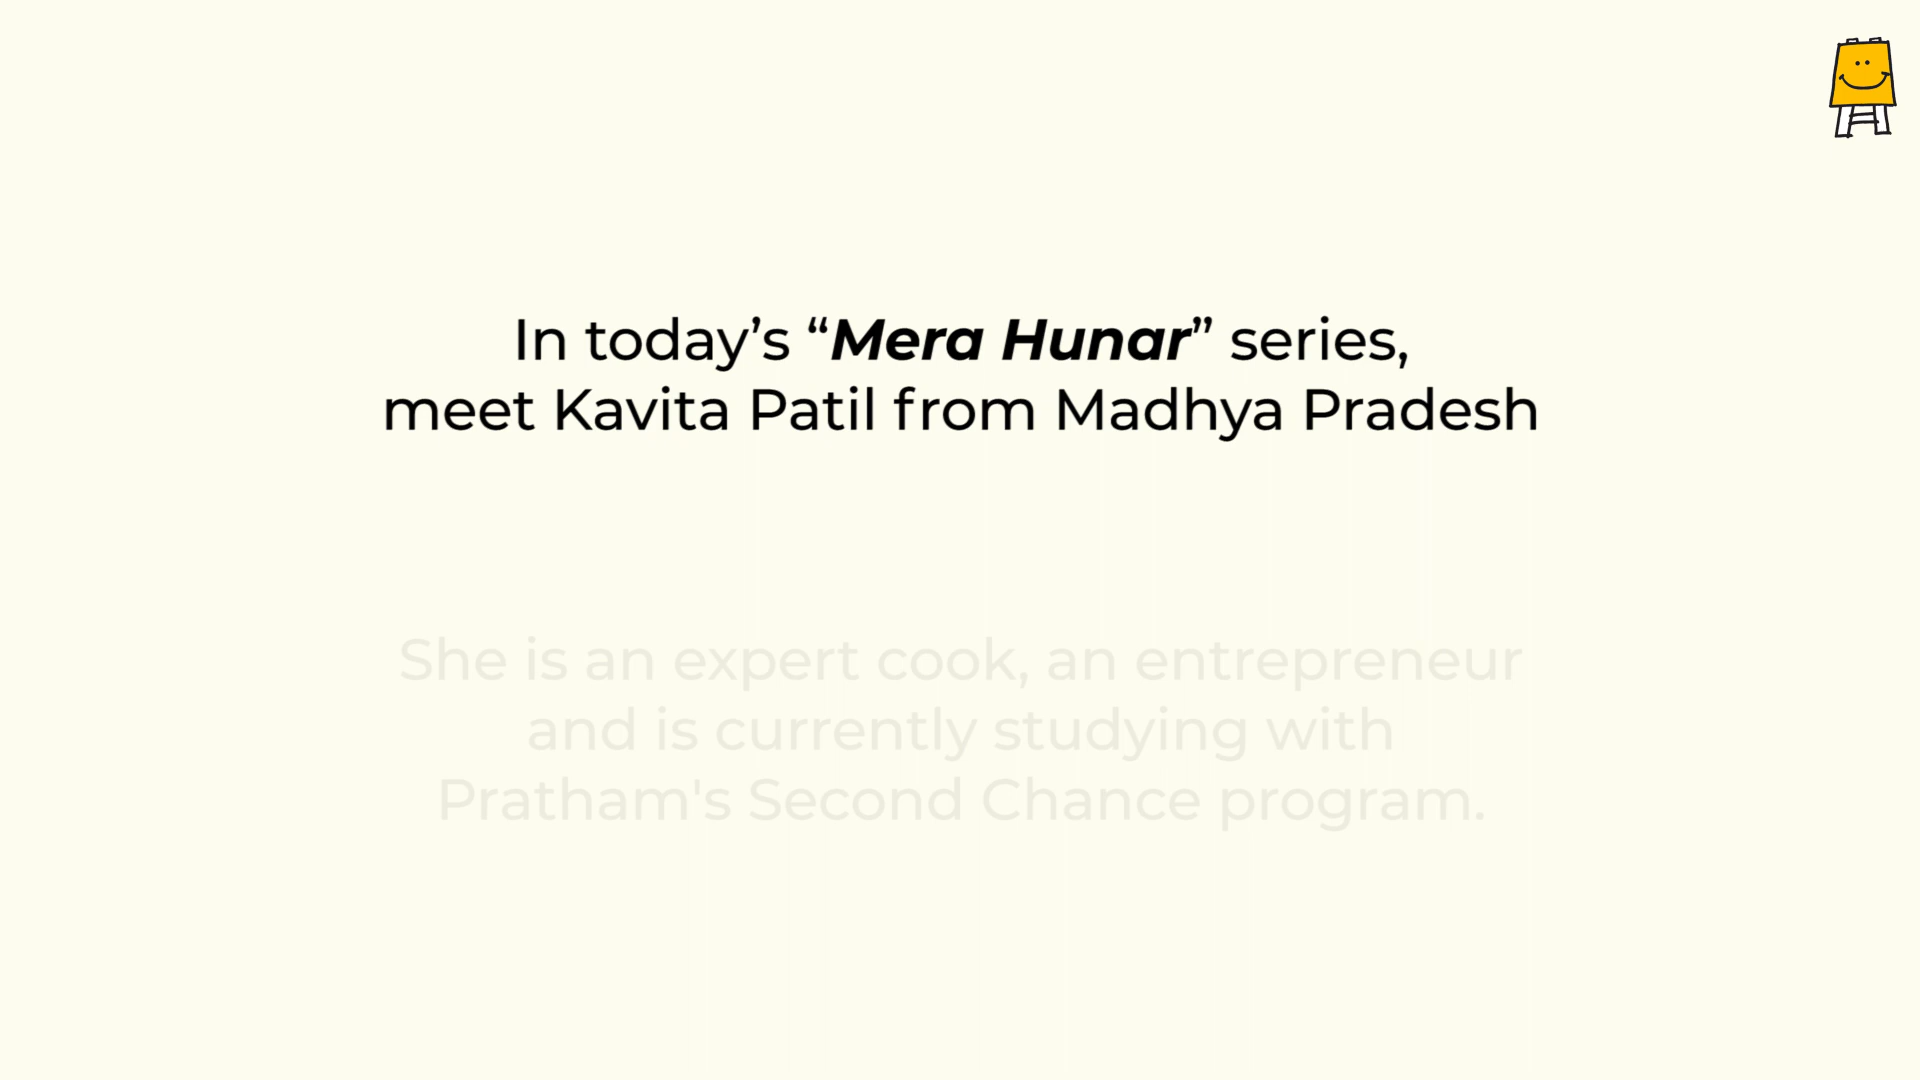 In today’s “Mera Hunar” series,
meet Kavita Patil from Madhya Pradesh
She is an expert cook, an entrepreneur
and is currently studying with
Pratham's Second Chance program.